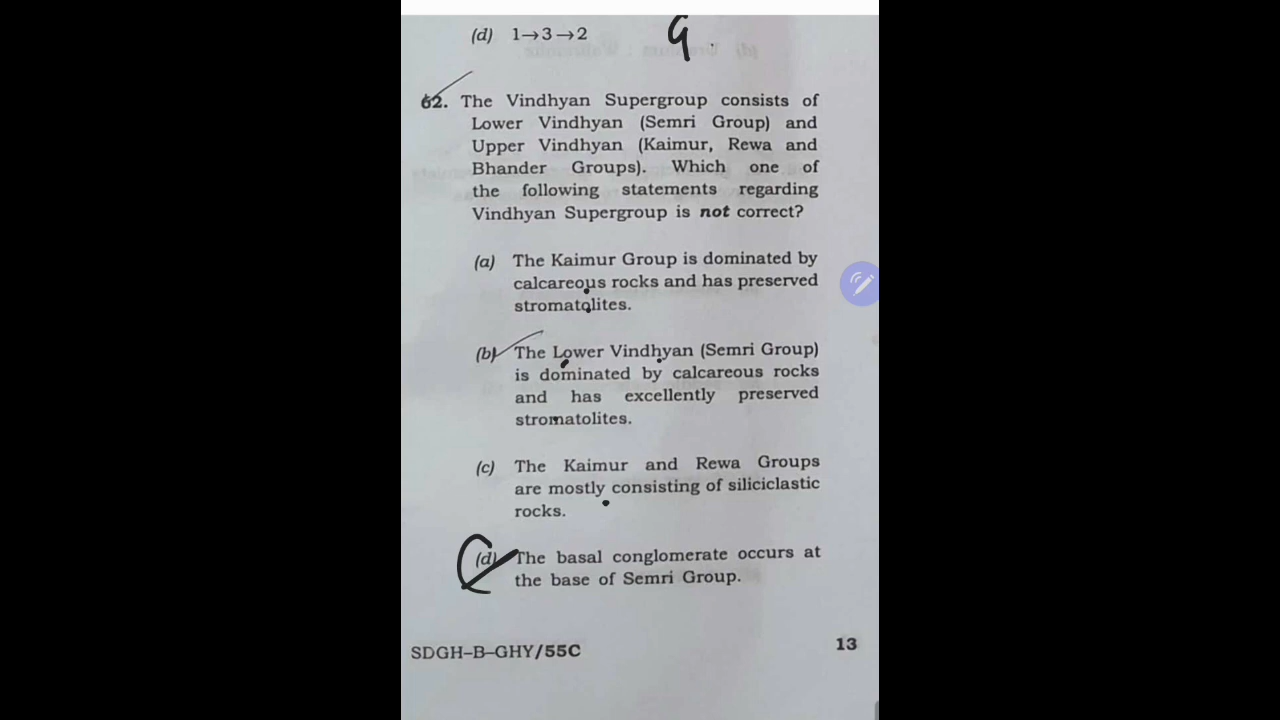 (d) 1→3→2
62. The Vindhyan Supergroup consists of
Lower Vindhyan (Semri Group) and
Upper Vindhyan (Kaimur, Rewa and
Bhander Groups). Which one of
the following statements regarding
Vindhyan Supergroup is not correct?
(a) The Kaimur Group is dominated by
calcareous rocks and has preserved
stromatolites.
(b) The Lower Vindhyan (Semri Group)
is dominated by calcareous rocks
and has excellently preserved
stromatolites.
(c) The Kaimur and Rewa Groups
are mostly consisting of siliciclastic
rocks.
(d) The basal conglomerate occurs at
the base of Semri Group.
SDGH-B-GHY/55C
13